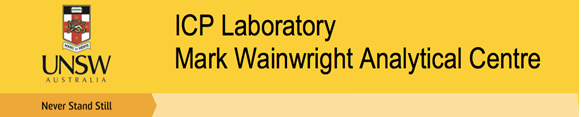 ICP Laboratory
Mark Wainwright Analytical Centre
UNSW
AUSTRALIA
Never Stand Still